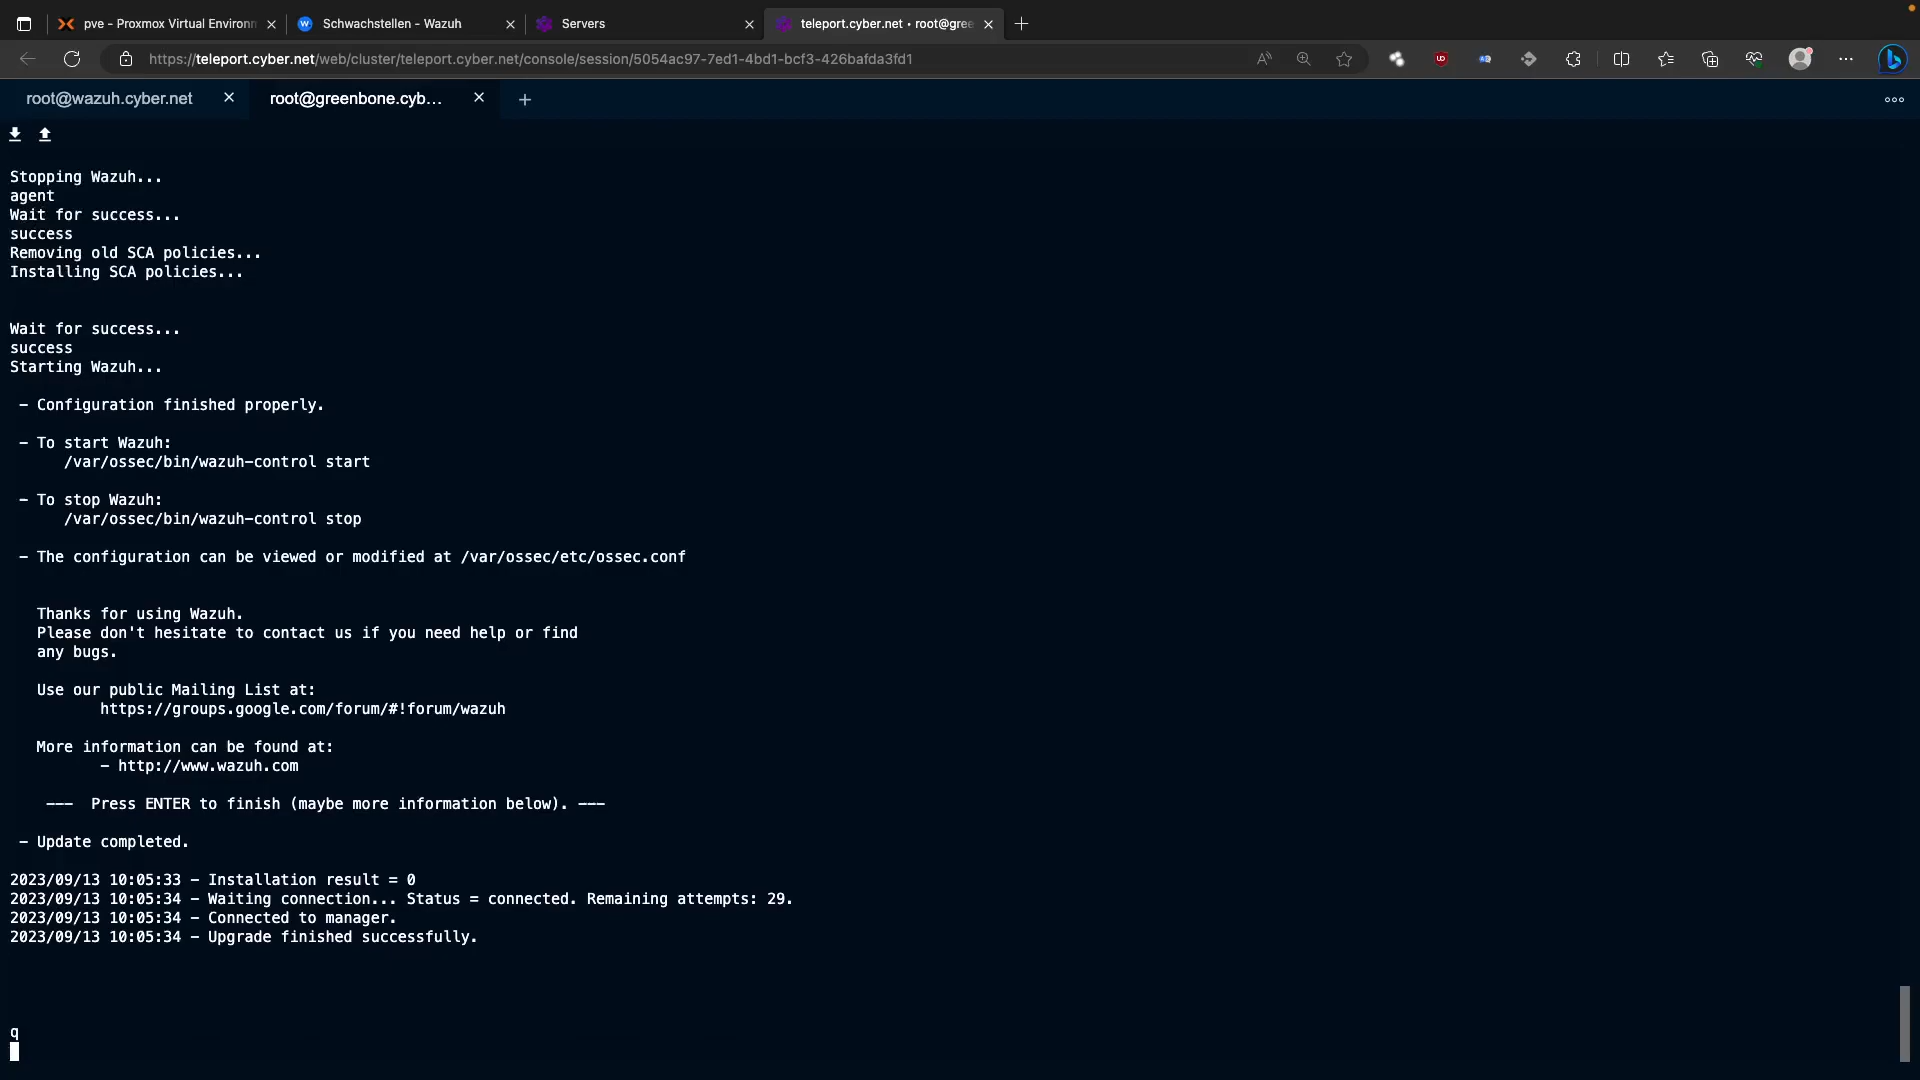 pve - Proxmox Virtual Environm
Schwachstellen - Wazuh
Servers
teleport.cyber.net • root@gree
https://teleport.cyber.net/web/cluster/teleport.cyber.net/console/session/5054ac97-7ed1-4bd1-bcf3-426bafda3fd1
root@wazuh.cyber.net
root@greenbone.cyb...
Stopping Wazuh...
agent
Wait for success...
success
Removing old SCA policies...
Installing SCA policies...
Wait for success...
success
Starting Wazuh...
- Configuration finished properly.
- To start Wazuh:
/var/ossec/bin/wazuh-control start
- To stop Wazuh:
/var/ossec/bin/wazuh-control stop
- The configuration can be viewed or modified at /var/ossec/etc/ossec.conf
Thanks for using Wazuh.
Please don't hesitate to contact us if you need help or find
any bugs.
Use our public Mailing List at:
https://groups.google.com/forum/#!forum/wazuh
More information can be found at:
- http://www.wazuh.com
--- Press ENTER to finish (maybe more information below). ---
- Update completed.
2023/09/13 10:05:33 - Installation result = 0
2023/09/13 10:05:34 - Waiting connection... Status = connected. Remaining attempts: 29.
2023/09/13 10:05:34 - Connected to manager.
2023/09/13 10:05:34 - Upgrade finished successfully.
q